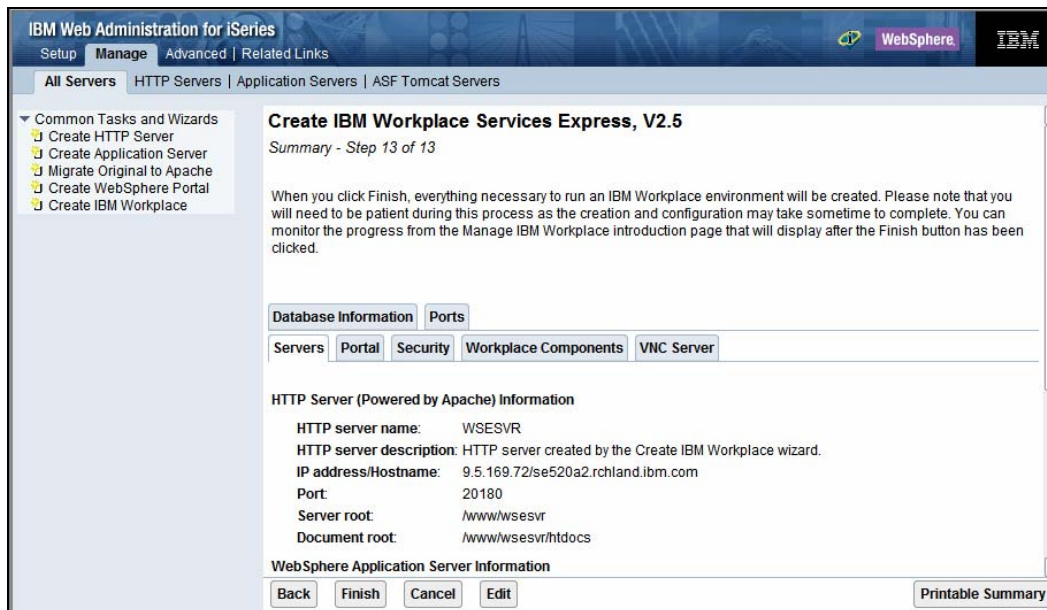 IBM Web Administration for iSeries
Setup Manage Advanced | Related Links
WebSphere. IBM
All Servers HTTP Servers | Application Servers | ASF Tomcat Servers
Common Tasks and Wizards
Create HTTP Server
Create Application Server
Migrate Original to Apache
Create WebSphere Portal
Create IBM Workplace
Create IBM Workplace Services Express, V2.5
Summary - Step 13 of 13
When you click Finish, everything necessary to run an IBM Workplace environment will be created. Please note that you
will need to be patient during this process as the creation and configuration may take sometime to complete. You can
monitor the progress from the Manage IBM Workplace introduction page that will display after the Finish button has been
clicked.
Database Information Ports
Servers Portal Security Workplace Components VNC Server
HTTP Server (Powered by Apache) Information
HTTP server name: WSESVR
HTTP server description: HTTP server created by the Create IBM Workplace wizard.
IP address/Hostname: 9.5.169.72/se520a2.rchland.ibm.com
Port: 20180
Server root: /www/wsesvr
Document root: /www/wsesvr/htdocs
WebSphere Application Server Information
Back Finish Cancel Edit Printable Summary